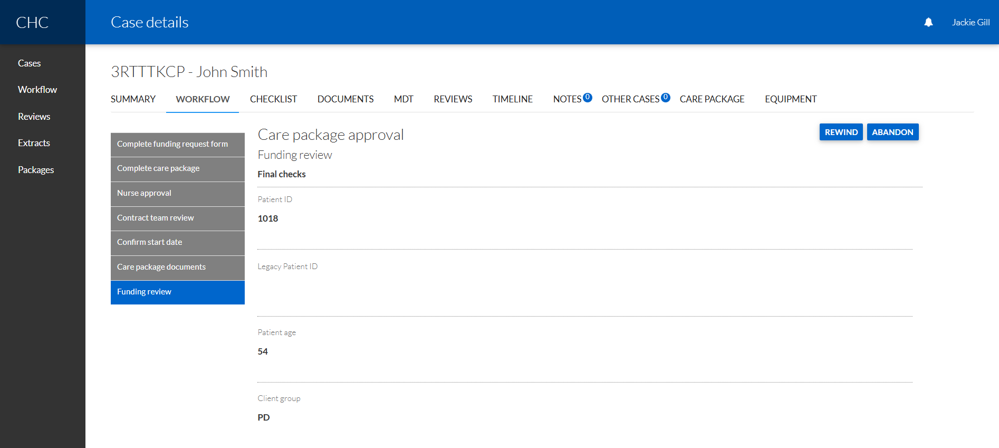 CHC
Case details
Jackie Gill
Cases
Workflow
Reviews
Extracts
Packages
3RTTTKCP - John Smith
SUMMARY WORKFLOW CHECKLIST DOCUMENTS MDT REVIEWS TIMELINE NOTES 0 OTHER CASES 0 CARE PACKAGE EQUIPMENT
Complete funding request form
Complete care package
Nurse approval
Contract team review
Confirm start date
Care package documents
Funding review
Care package approval
REWIND ABANDON
Funding review
Final checks
Patient ID
1018
Legacy Patient ID
Patient age
54
Client group
PD